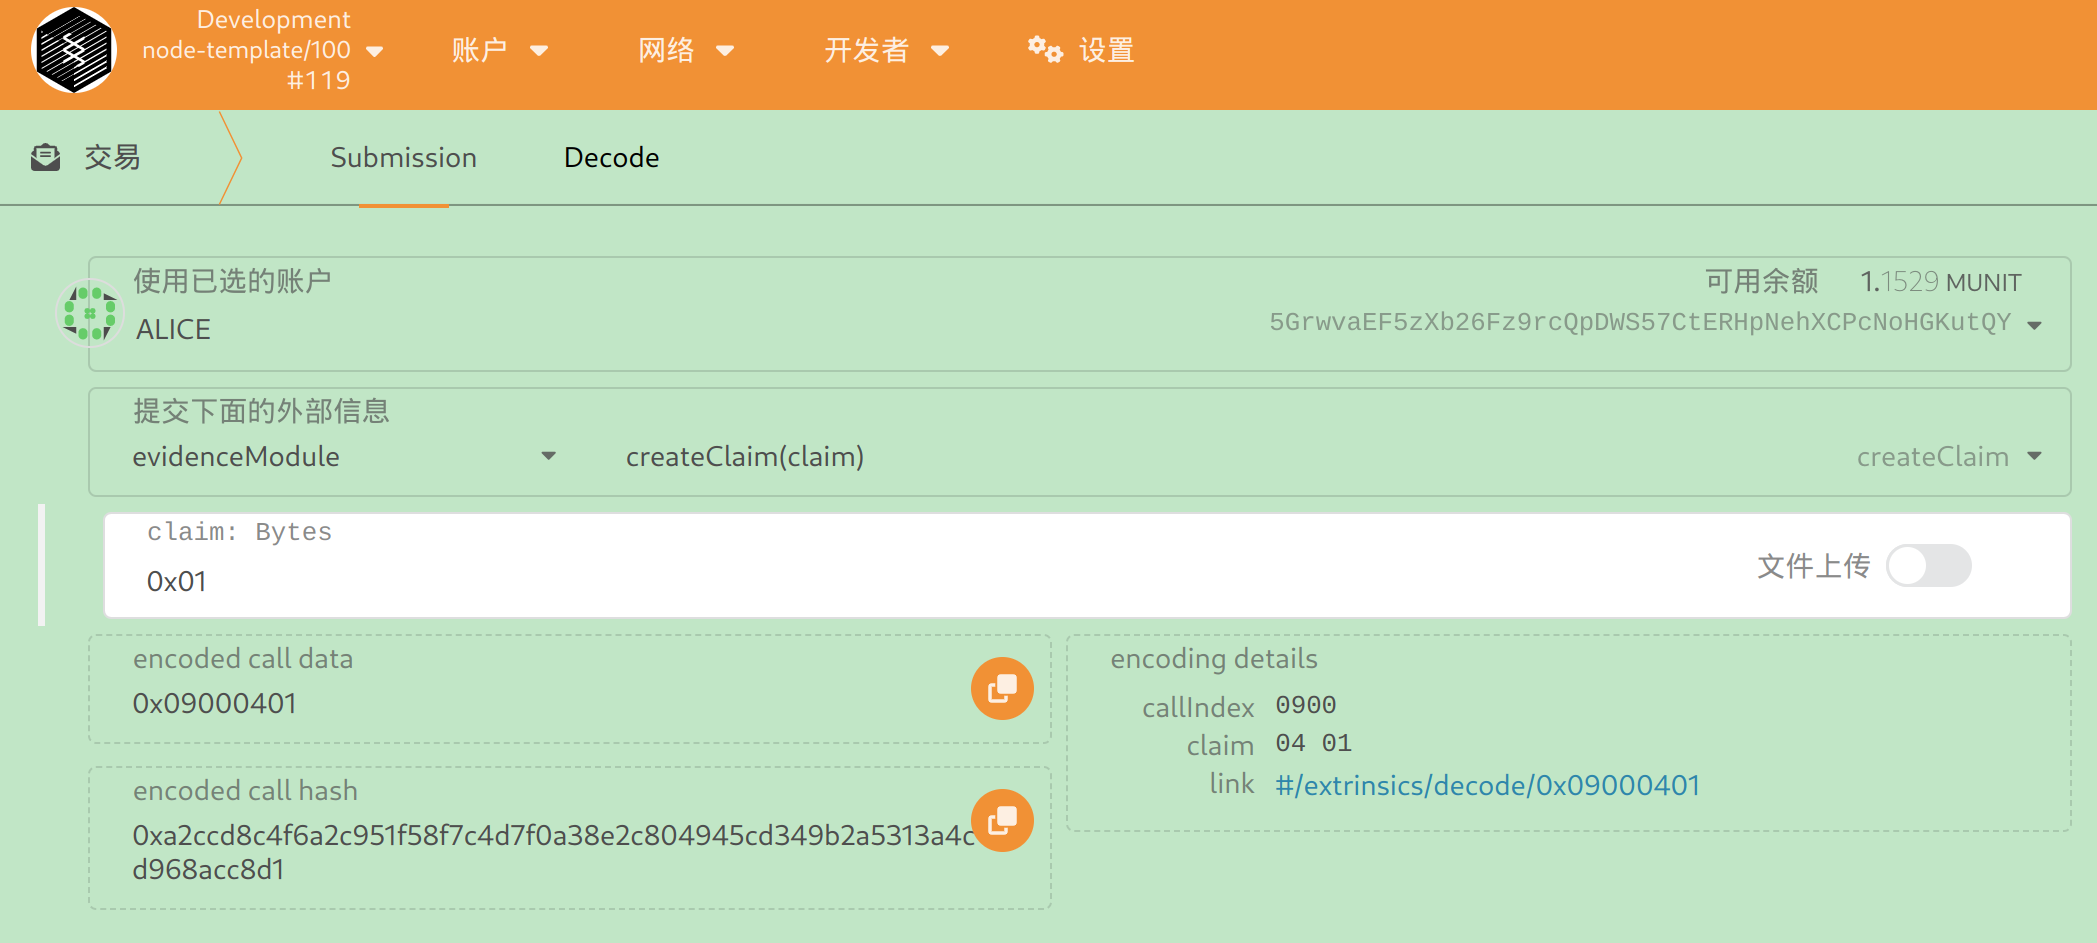 Development
node-template/100
#119
账户
网络
开发者
设置
交易
Submission
Decode
使用已选的账户
ALICE
可用余额 1.1529 MUNIT
5GrwvaEF5zXb26Fz9rcQpDWS57CtERHpNehXCPcNoHGKutQY
提交下面的外部信息
evidenceModule
createClaim(claim)
createClaim
claim: Bytes
0x01
文件上传
encoded call data
0x09000401
encoding details
callIndex 0900
claim 04 01
link #/extrinsics/decode/0x09000401
encoded call hash
0xa2ccd8c4f6a2c951f58f7c4d7f0a38e2c804945cd349b2a5313a4c
d968acc8d1